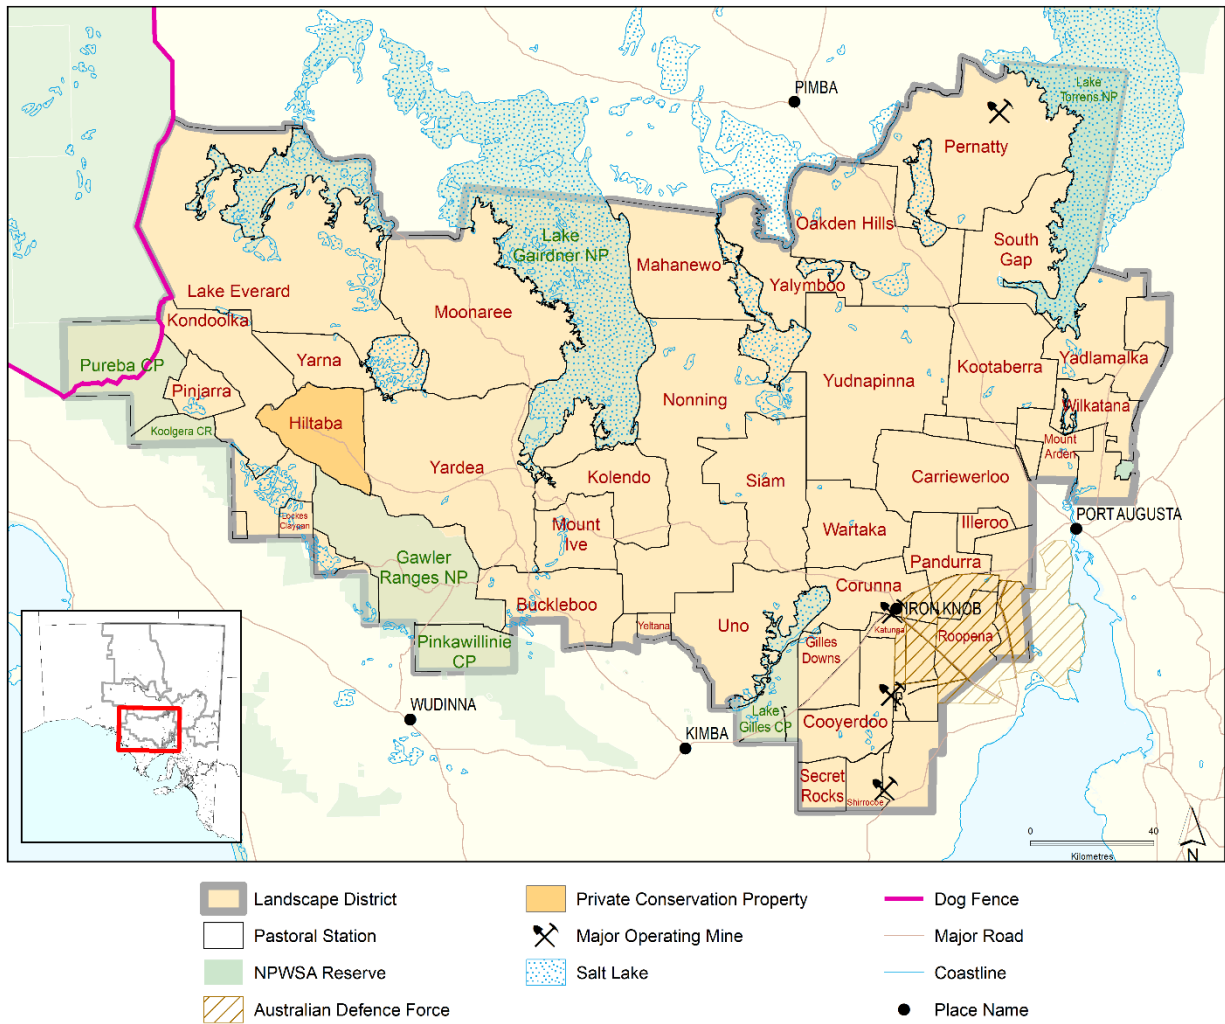 PIMBA
Lake
Torrens NP
Pernatty
Oakden Hills
South
Gap
Lake
Gairdner NP
Mahanewo
Yalymboo
Lake Everard
Moonaree
Kondoolka
Yarna
Pureba CP
Pinjarra
Kootaberra
Yadlamalka
Yudnapinna
Nonning
Wilkatana
Hiltaba
Koolgera CR
Mount
Arden
Yardea
Kolendo
Siam
Carriewerloo
Lockes
Claypan
Mount
Ive
Wartaka
Illeroo
PORT AUGUSTA
Gawler
Ranges NP
Pandurra
Corunna
Buckleboo
IRON KNOB
Yeltana
Uno
Katunga
Roopena
Pinkawillinie
CP
Gilles
Downs
WUDINNA
Lake
Gilles CP
Cooyerdoo
KIMBA
Secret
Rocks
Shirrocoe
0
40
Kilometres
N
Landscape District
Private Conservation Property
Dog Fence
Pastoral Station
Major Operating Mine
Major Road
NPWSA Reserve
Salt Lake
Coastline
Australian Defence Force
Place Name